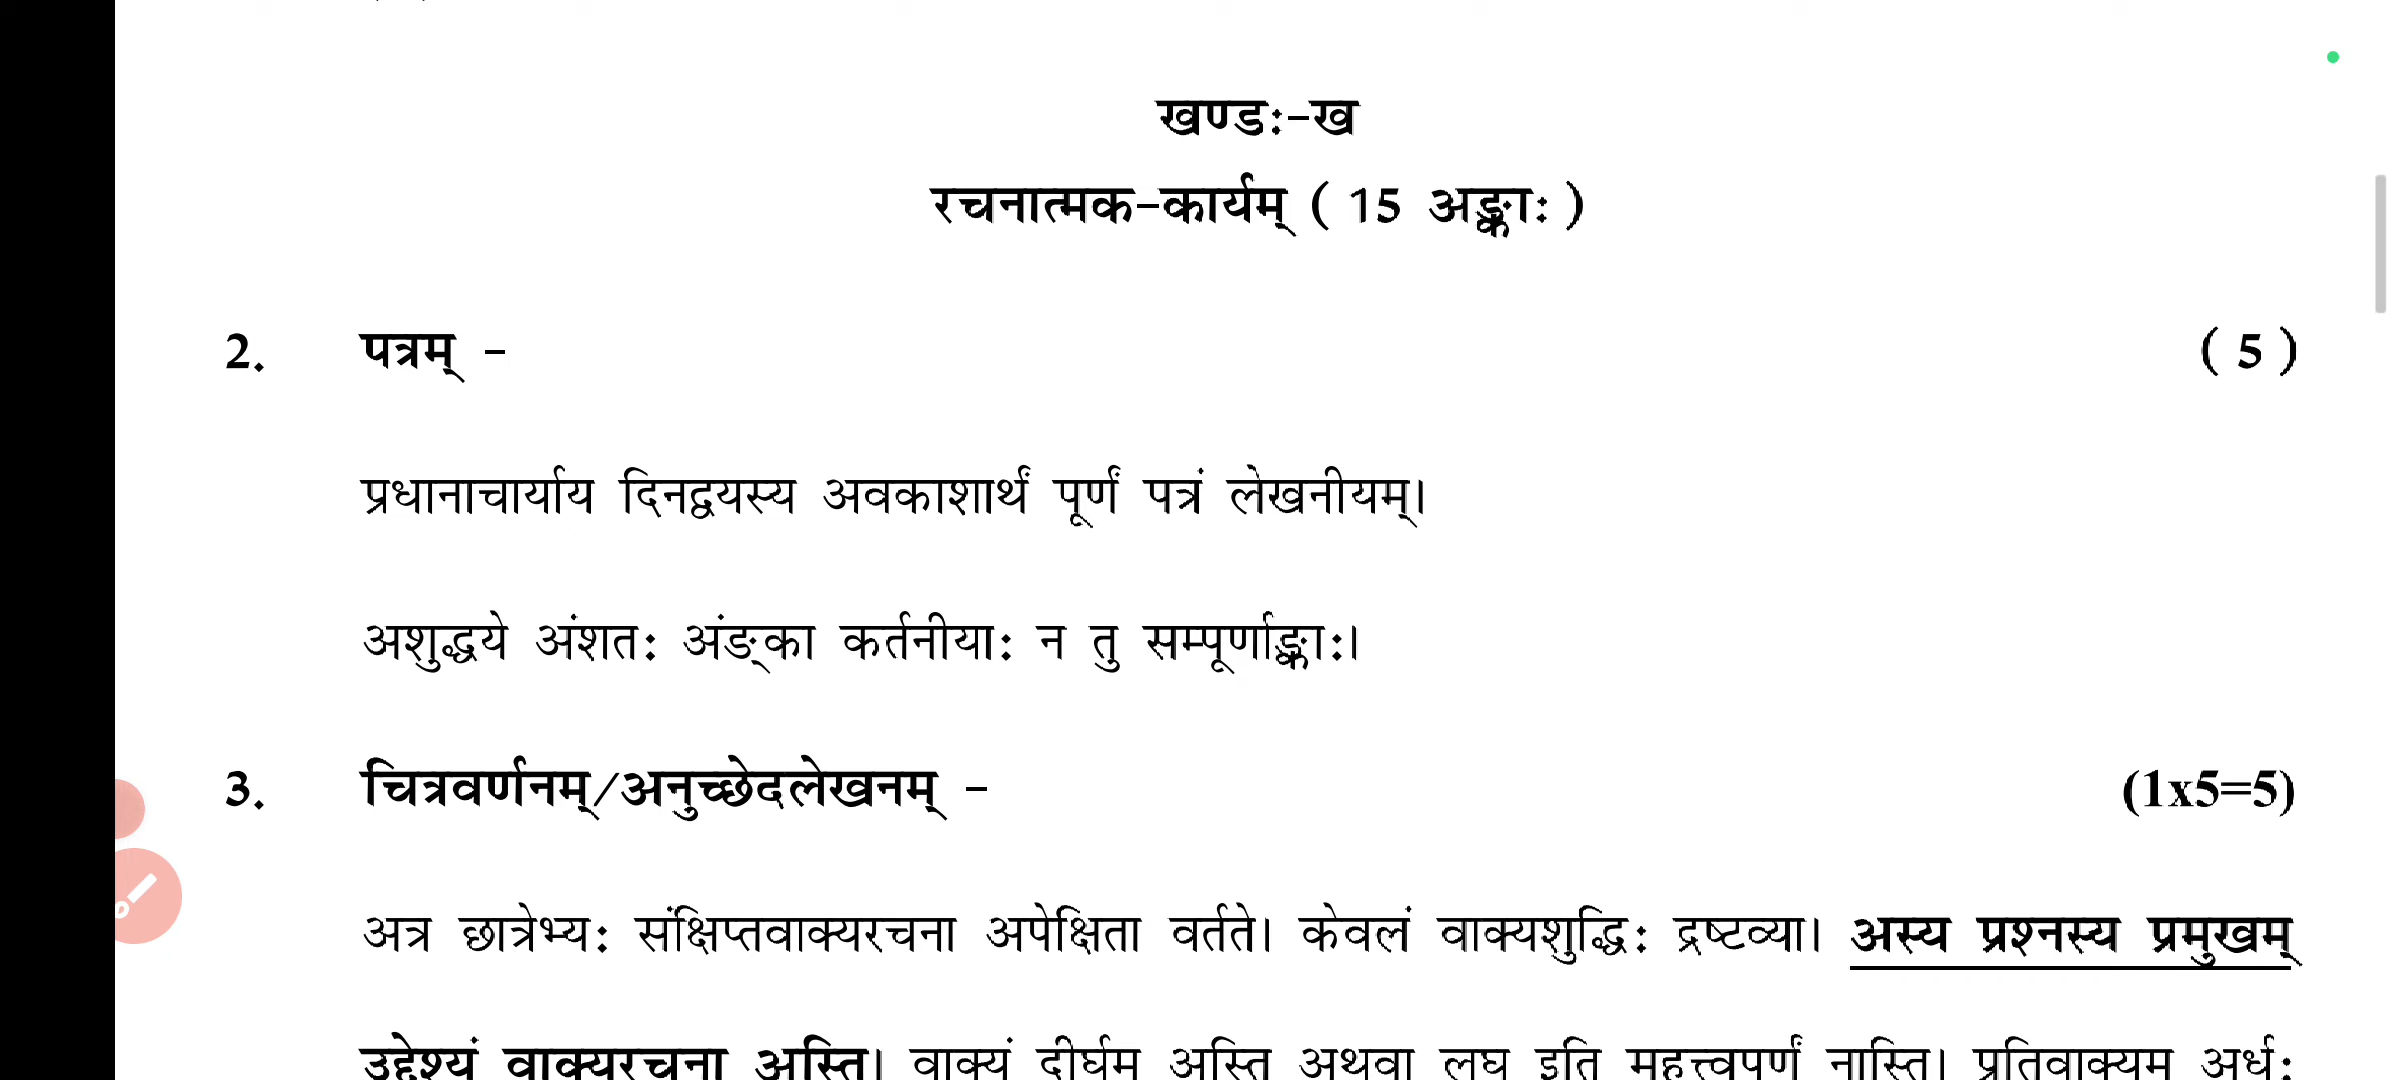 खण्डः-ख
रचनात्मक-कार्यम् ( 15 अङ्काः )
2. पत्रम् - ( 5 )
प्रधानाचार्याय दिनद्वयस्य अवकाशार्थं पूर्णं पत्रं लेखनीयम्।
अशुद्धये अंशतः अंङ्का कर्तनीयाः न तु सम्पूर्णाङ्काः।
3. चित्रवर्णनम्/अनुच्छेदलेखनम् - (1x5=5)
अत्र छात्रेभ्यः संक्षिप्तवाक्यरचना अपेक्षिता वर्तते। केवलं वाक्यशुद्धिः द्रष्टव्या। अस्य प्रश्नस्य प्रमुखम्
उद्देश्यं वाक्यरचना अस्ति। वाक्यं दीर्घम् अस्ति अथवा लघु इति महत्त्वपूर्णं नास्ति। प्रतिवाक्यम् अर्धः